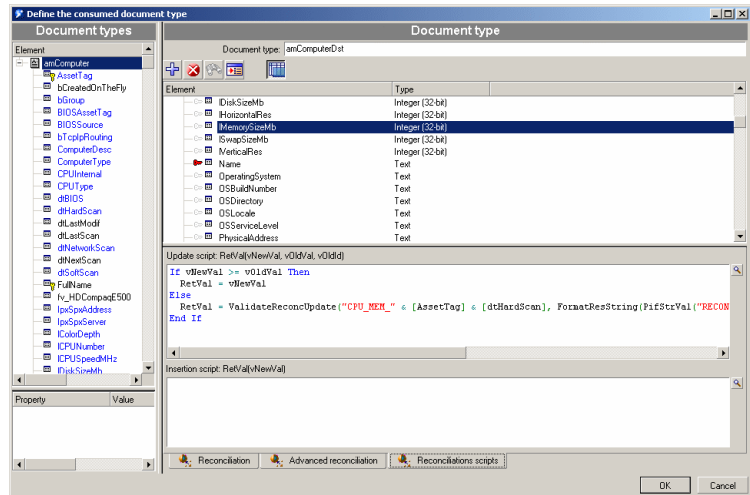 Define the consumed document type
Document types
Document type
Element
amComputer
AssetTag
bCreatedOnTheFly
bGroup
BIOSAssetTag
BIOSSource
bTcpIpRouting
ComputerDesc
ComputerType
CPUInternal
CPUType
dtBIOS
dtHardScan
dtLastModif
dtLastScan
dtNetworkScan
dtNextScan
dtSoftScan
FullName
fv_HDCompaqE500
IpxSpxAddress
IpxSpxServer
lColorDepth
lCPUNumber
lCPUSpeedMHz
lDiskSizeMb
Property Value
Document type: amComputerDst
Element Type
lDiskSizeMb Integer (32-bit)
lHorizontalRes Integer (32-bit)
lMemorySizeMb Integer (32-bit)
lSwapSizeMb Integer (32-bit)
lVerticalRes Integer (32-bit)
Name Text
OperatingSystem Text
OSBuildNumber Text
OSDirectory Text
OSLocale Text
OSServiceLevel Text
PhysicalAddress Text
Update script: RetVal(vNewVal, vOldVal, vOldId)
If vNewVal >= vOldVal Then
RetVal = vNewVal
Else
RetVal = ValidateReconcUpdate("CPU_MEM_" & [AssetTag] & [dtHardScan], FormatResString(PifStrVal("RECON
End If
Insertion script: RetVal(vNewVal)
Reconciliation Advanced reconciliation Reconciliations scripts
OK Cancel